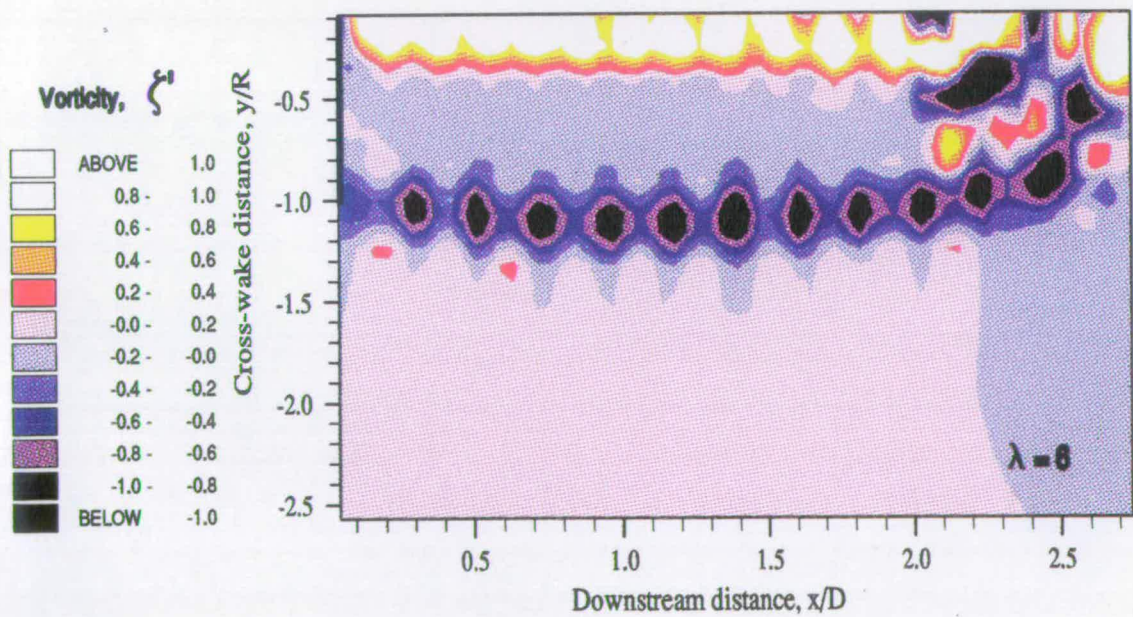 Vorticity, ζ'
ABOVE 1.0
0.8 - 1.0
0.6 - 0.8
0.4 - 0.6
0.2 - 0.4
-0.0 - 0.2
-0.2 - -0.0
-0.4 - -0.2
-0.6 - -0.4
-0.8 - -0.6
-1.0 - -0.8
BELOW -1.0
Cross-wake distance, y/R
-0.5
-1.0
-1.5
-2.0
-2.5
λ = 6
0.5 1.0 1.5 2.0 2.5
Downstream distance, x/D